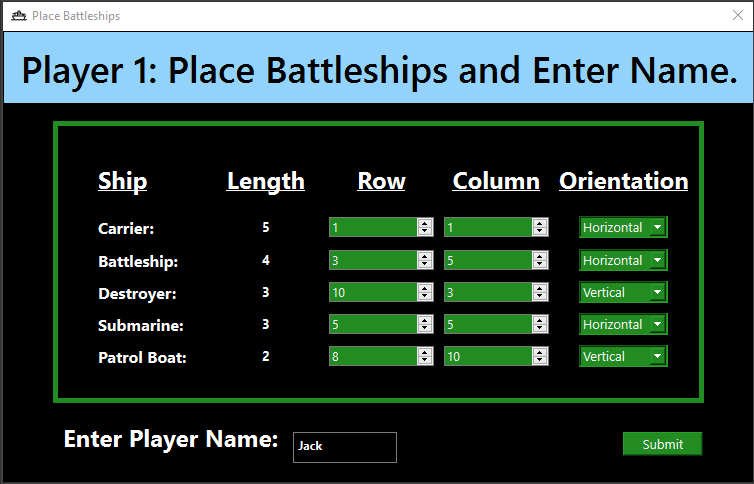 Place Battleships
Player 1: Place Battleships and Enter Name.
Ship Length Row Column Orientation
Carrier: 5 1 1 Horizontal
Battleship: 4 3 5 Horizontal
Destroyer: 3 10 3 Vertical
Submarine: 3 5 5 Horizontal
Patrol Boat: 2 8 10 Vertical
Enter Player Name: Jack Submit